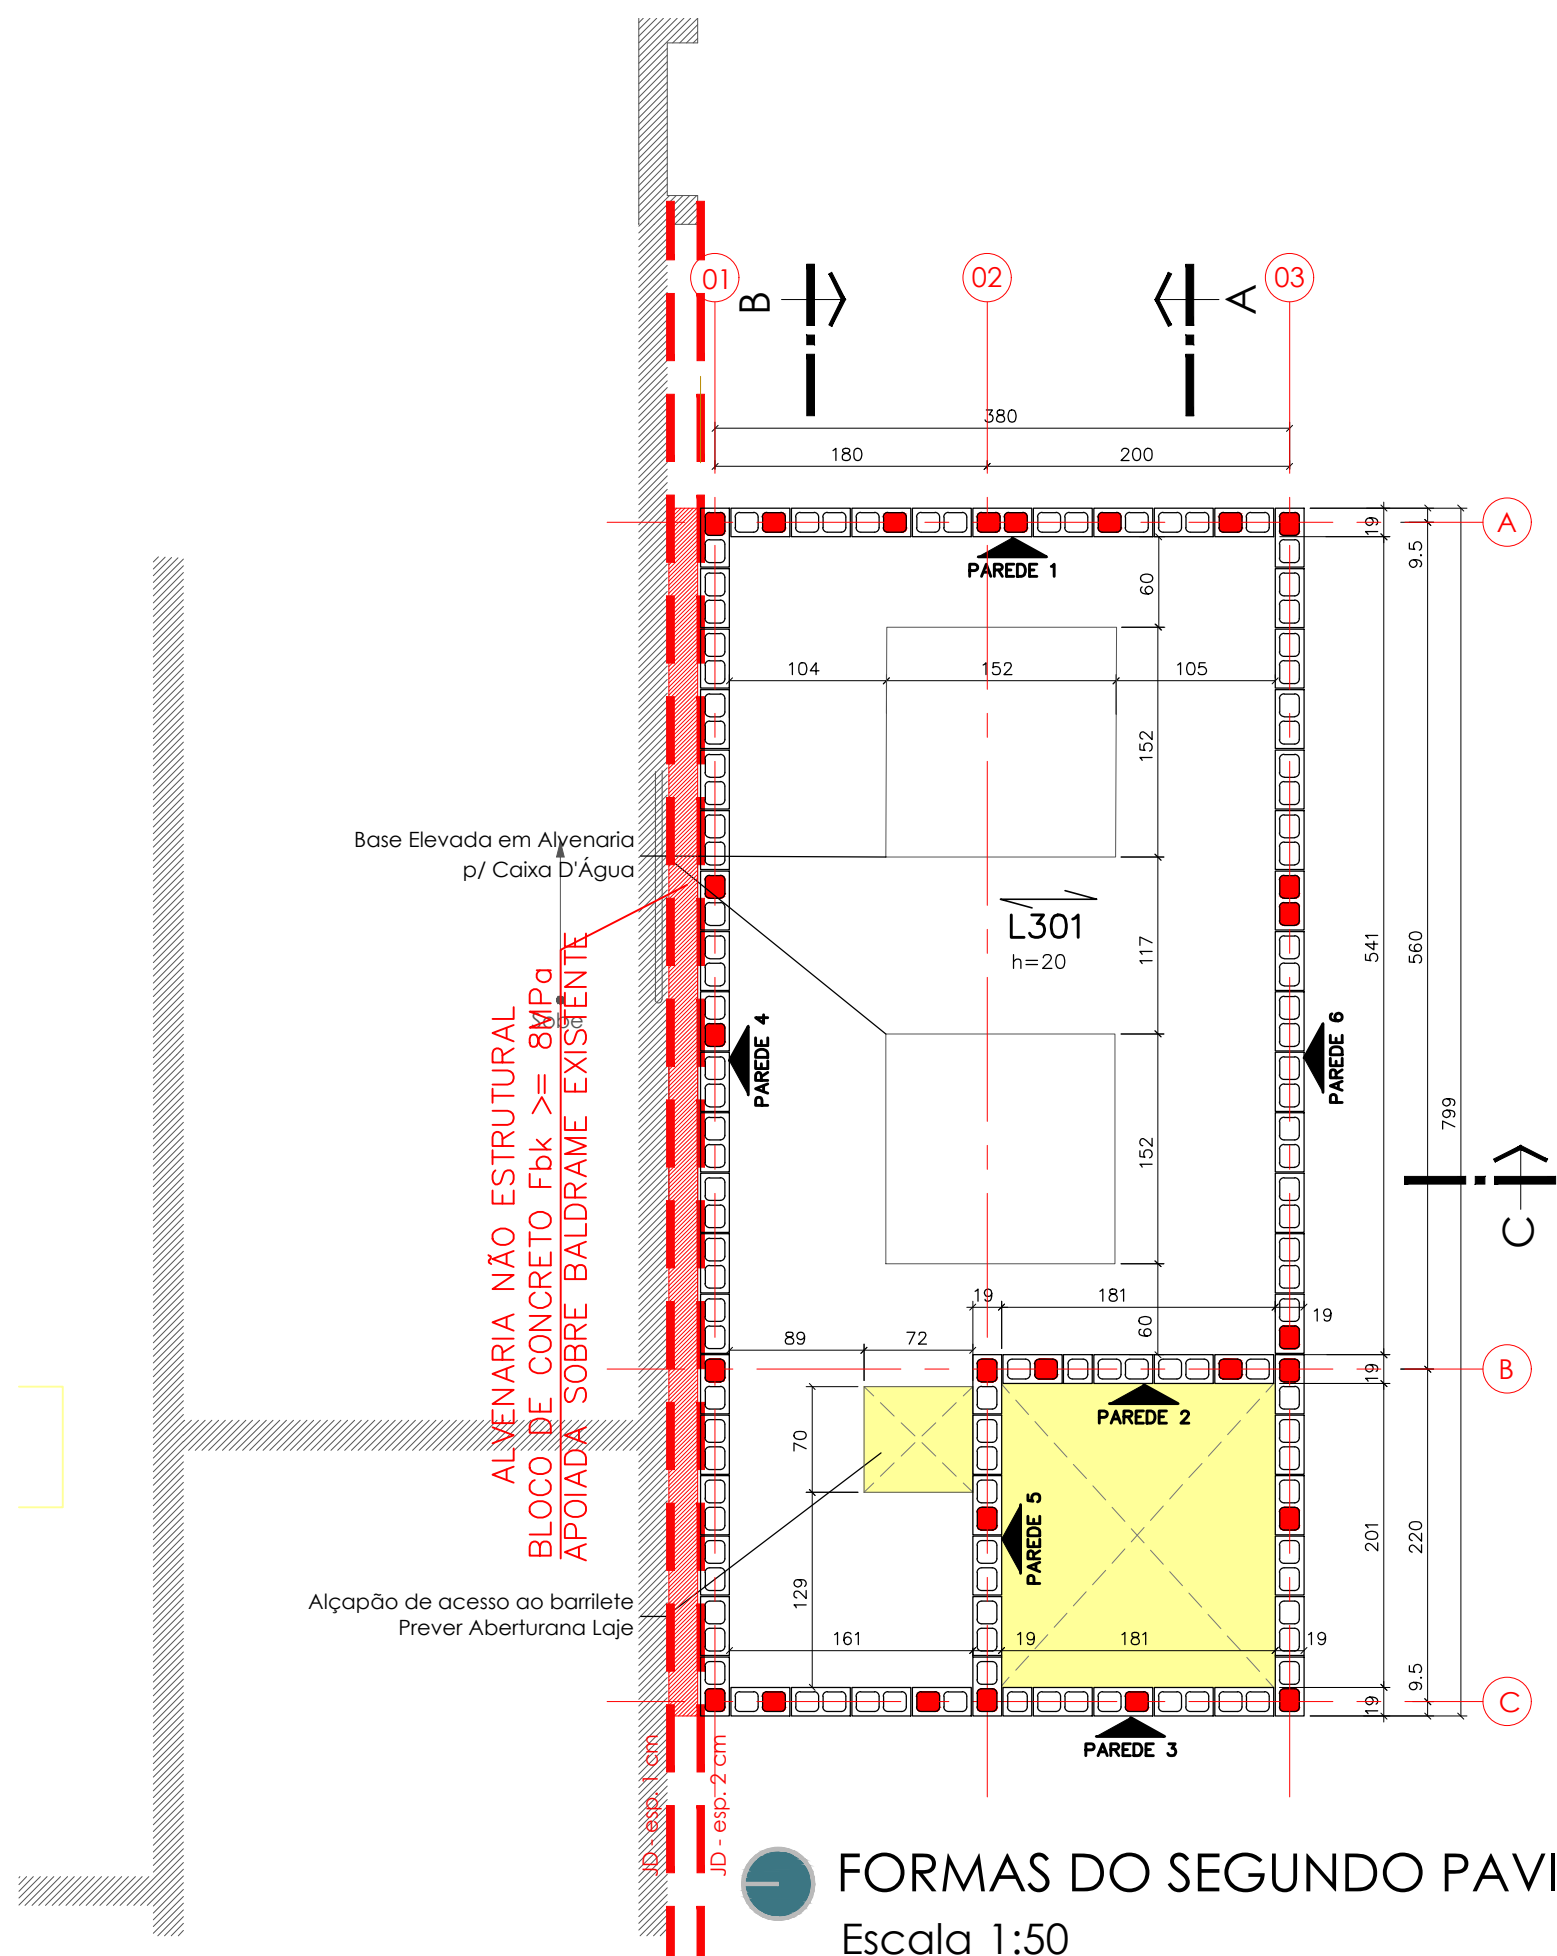 01
02
03
B
A
380
180
200
A
19
9.5
PAREDE 1
60
104
152
105
152
Base Elevada em Alvenaria
p/ Caixa D'Água
L301
h=20
117
541
560
Sobe
ALVENARIA NÃO ESTRUTURAL
BLOCO DE CONCRETO Fbk >= 8MPa
APOIADA SOBRE BALDRAME EXISTENTE
PAREDE 4
PAREDE 6
799
152
C
19
181
19
60
89
72
B
19
PAREDE 2
70
PAREDE 5
201
220
129
Alçapão de acesso ao barrilete
Prever Aberturana Laje
161
19
181
19
9.5
19
C
PAREDE 3
JD - esp. 1 cm
JD - esp. 2 cm
FORMAS DO SEGUNDO PAVI
Escala 1:50